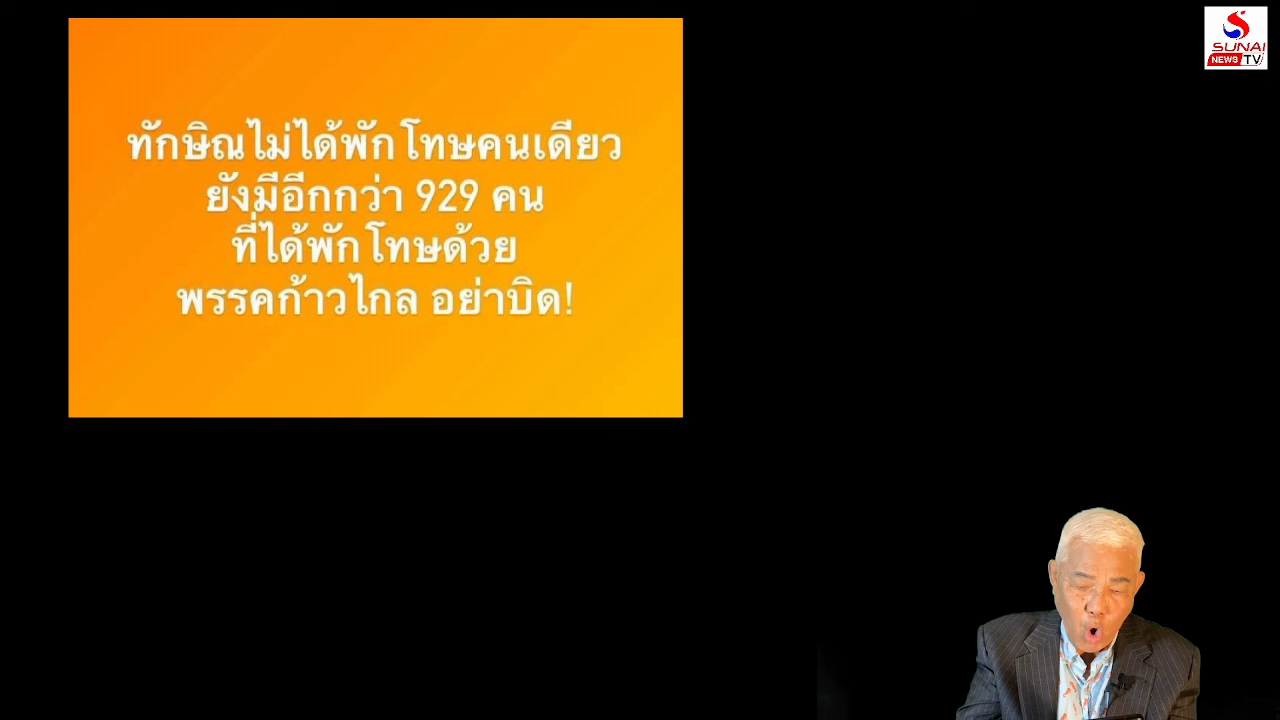 ทักษิณไม่ได้พักโทษคนเดียว
ยังมีอีกกว่า 929 คน
ที่ได้พักโทษด้วย
พรรคก้าวไกล อย่าบิด!
SUNAI
NEWS TV